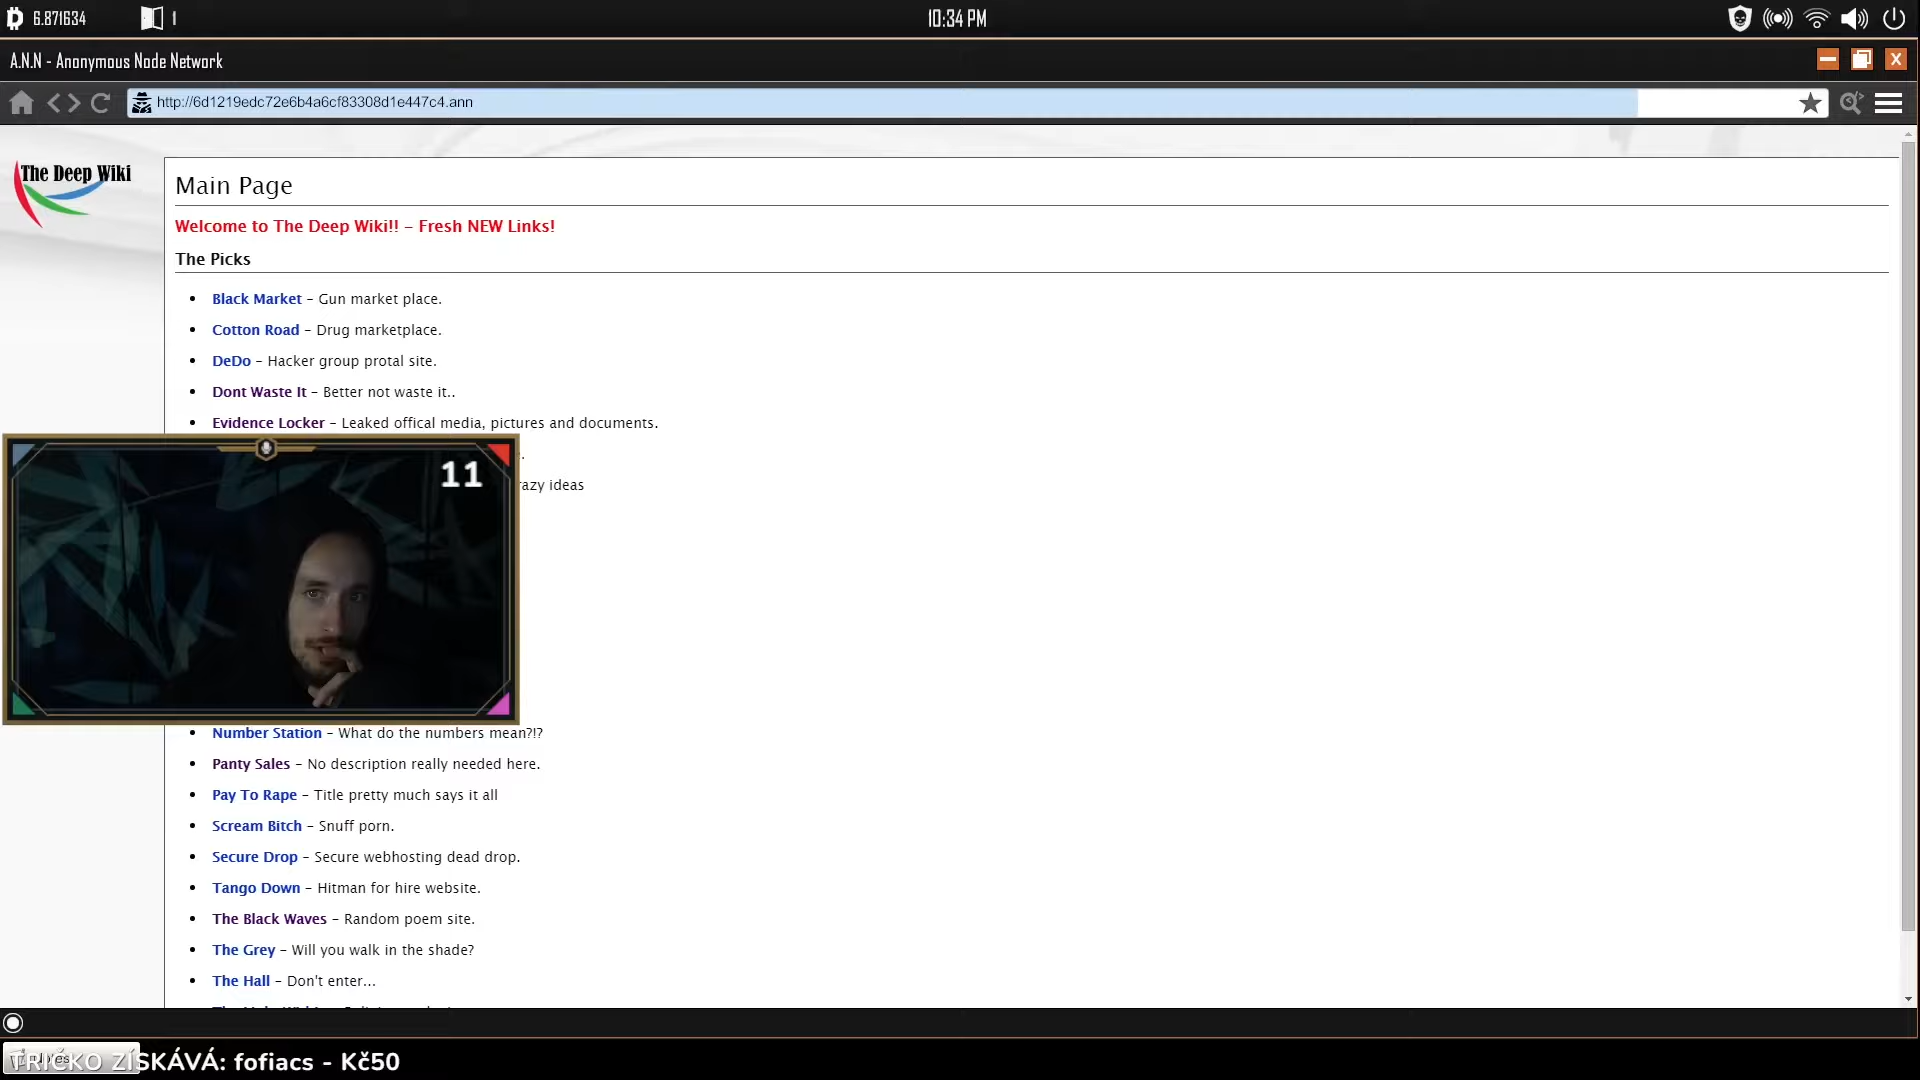 6.871634
1
10:34 PM
A.N.N - Anonymous Node Network
http://6d1219edc72e6b4a6cf83308d1e447c4.ann
The Deep Wiki
Main Page
Welcome to The Deep Wiki!! – Fresh NEW Links!
The Picks
Black Market – Gun market place.
Cotton Road – Drug marketplace.
DeDo – Hacker group protal site.
Dont Waste It – Better not waste it..
Evidence Locker – Leaked offical media, pictures and documents.
11
razy ideas
Number Station – What do the numbers mean?!?
Panty Sales – No description really needed here.
Pay To Rape – Title pretty much says it all
Scream Bitch – Snuff porn.
Secure Drop – Secure webhosting dead drop.
Tango Down – Hitman for hire website.
The Black Waves – Random poem site.
The Grey – Will you walk in the shade?
The Hall – Don't enter...
TRIČKO ZÍSKÁVÁ: fofiacs - Kč50